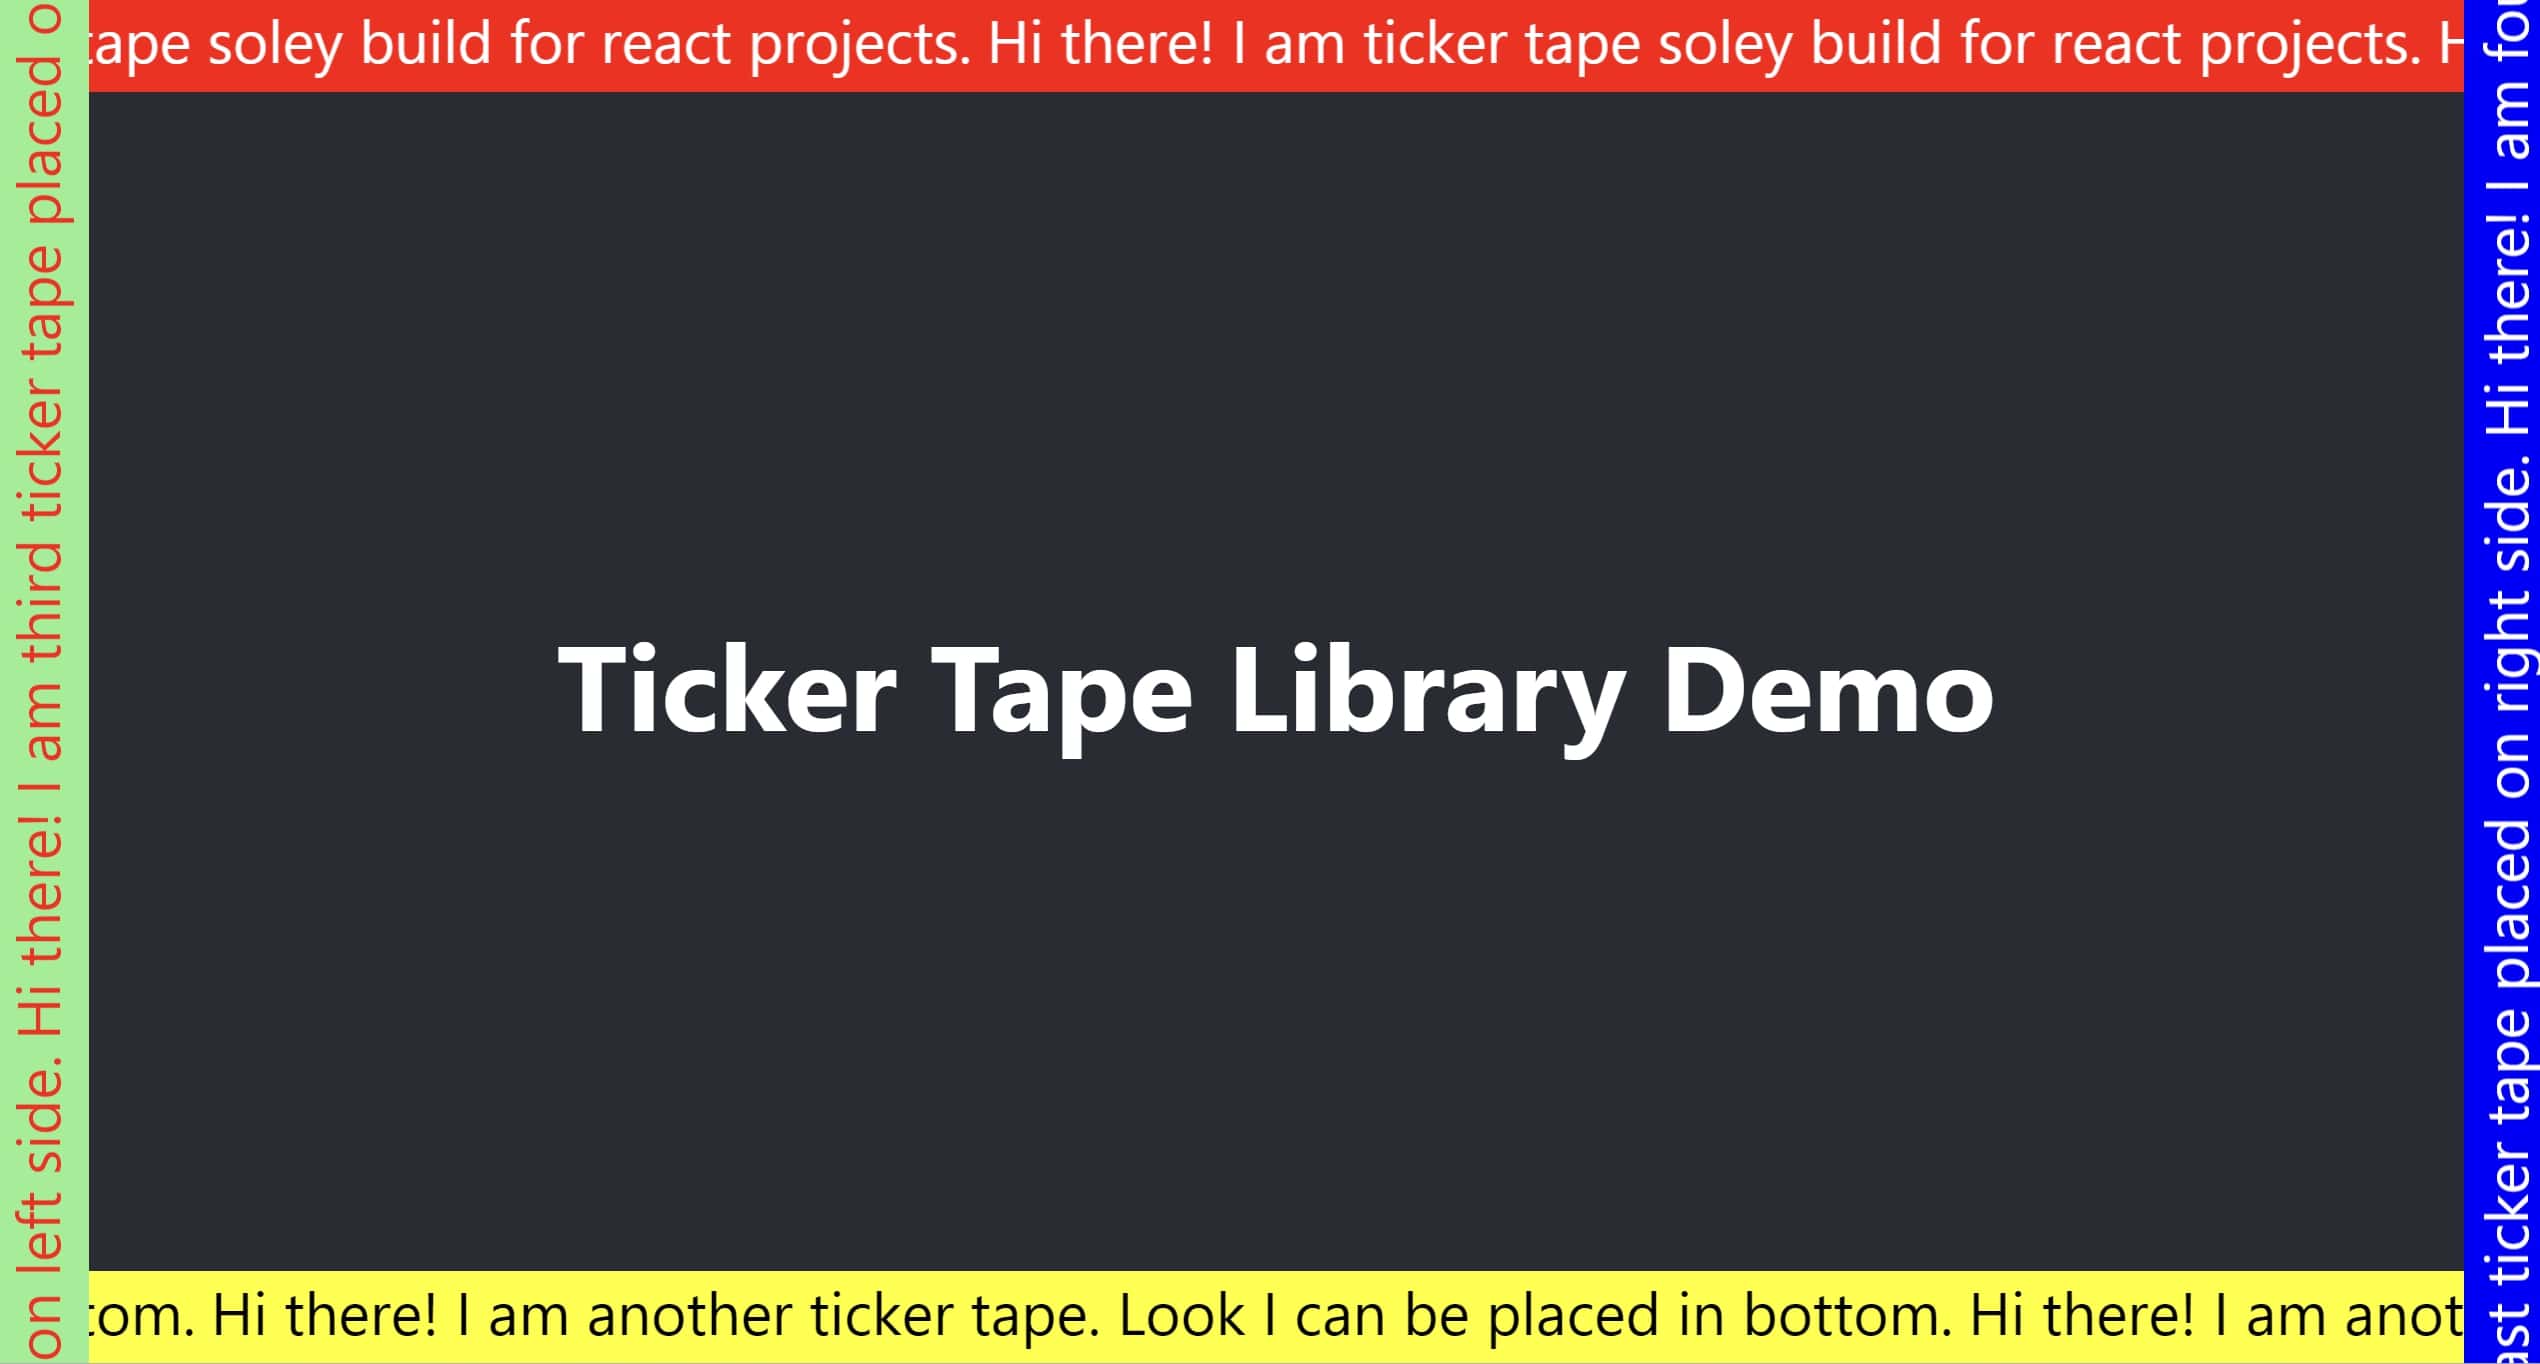 tape soley build for react projects. Hi there! I am ticker tape soley build for react projects. H
on left side. Hi there! I am third ticker tape placed o
Ticker Tape Library Demo
ast ticker tape placed on right side. Hi there! I am fou
tom. Hi there! I am another ticker tape. Look I can be placed in bottom. Hi there! I am anot